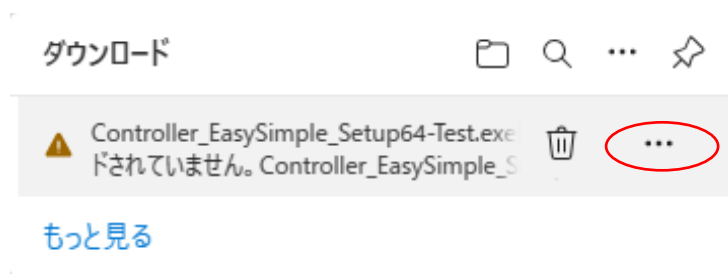 ダウンロード
Controller_EasySimple_Setup64-Test.exe
ドされていません。Controller_EasySimple_S
もっと見る